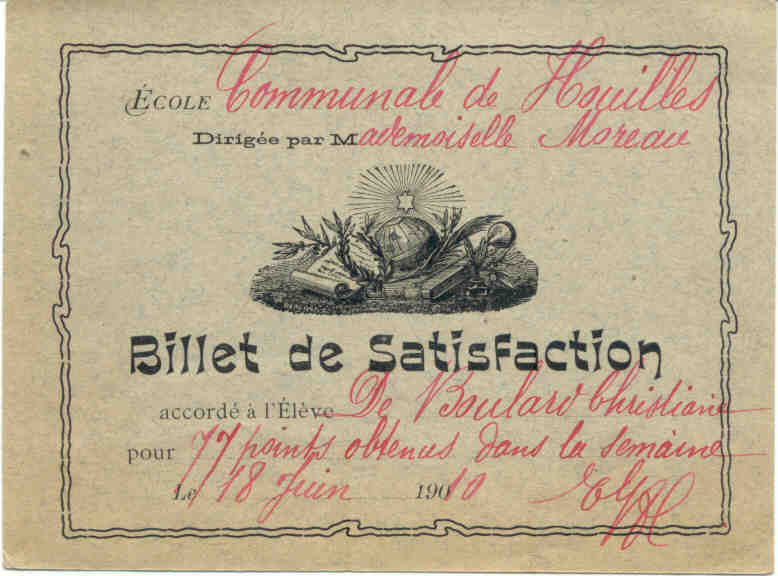 École Communale de Houilles
Dirigée par Mademoiselle Moreau
Billet de Satisfaction
accordé à l'Élève De Boulard Christiane
pour 77 points obtenus dans la semaine
Le 18 Juin 1910